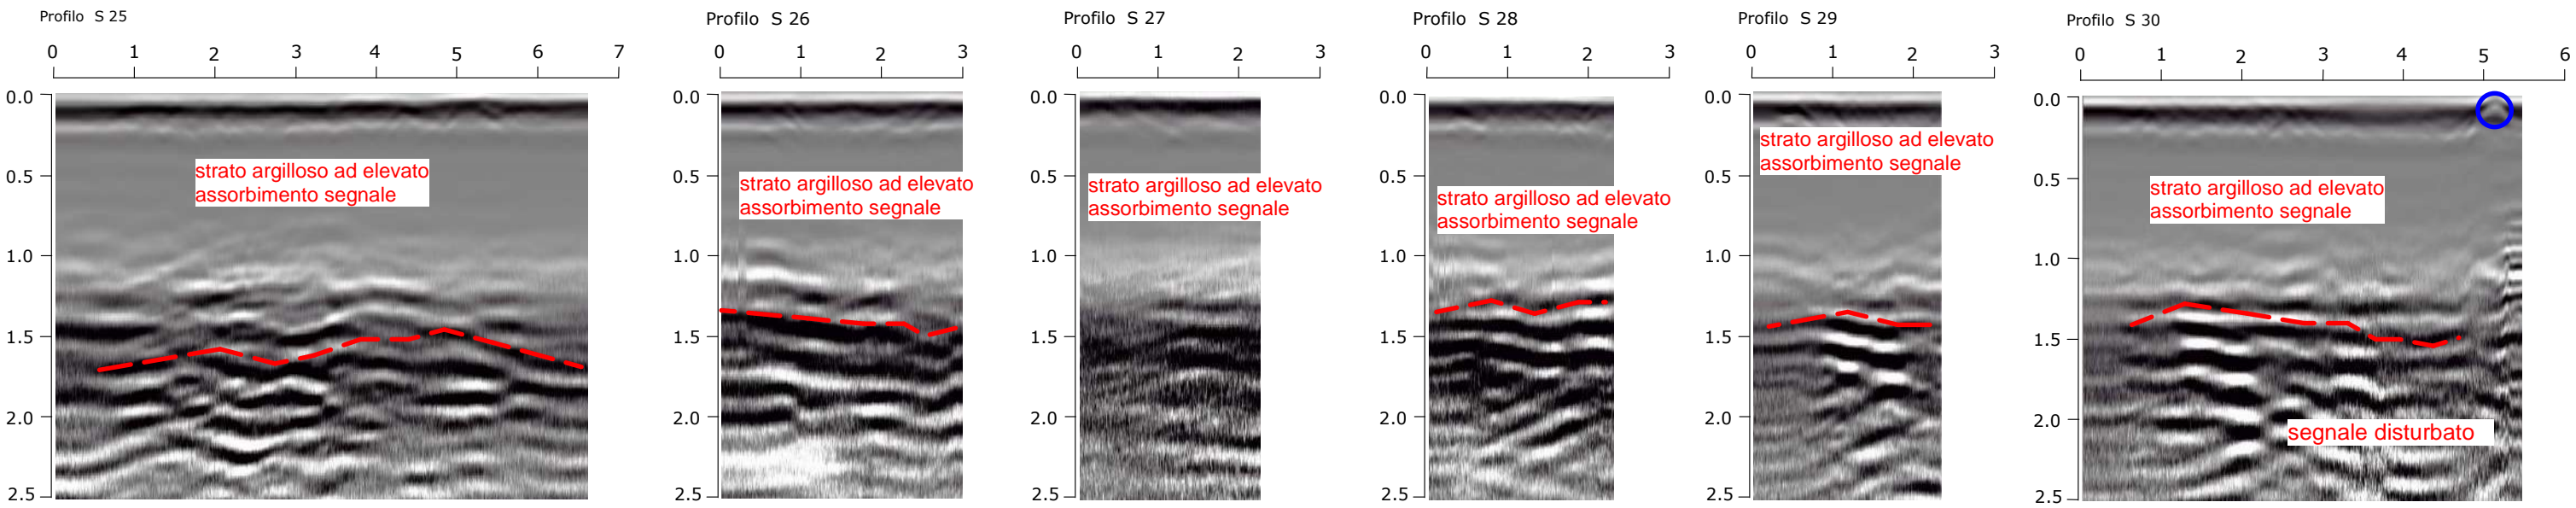 Profilo S 25
0 1 2 3 4 5 6 7
0.0
0.5
1.0
1.5
2.0
2.5
strato argilloso ad elevato
assorbimento segnale
Profilo S 26
0 1 2 3
0.0
0.5
1.0
1.5
2.0
2.5
strato argilloso ad elevato
assorbimento segnale
Profilo S 27
0 1 2 3
0.0
0.5
1.0
1.5
2.0
2.5
strato argilloso ad elevato
assorbimento segnale
Profilo S 28
0 1 2 3
0.0
0.5
1.0
1.5
2.0
2.5
strato argilloso ad elevato
assorbimento segnale
Profilo S 29
0 1 2 3
0.0
0.5
1.0
1.5
2.0
2.5
strato argilloso ad elevato
assorbimento segnale
Profilo S 30
0 1 2 3 4 5 6
0.0
0.5
1.0
1.5
2.0
2.5
strato argilloso ad elevato
assorbimento segnale
segnale disturbato